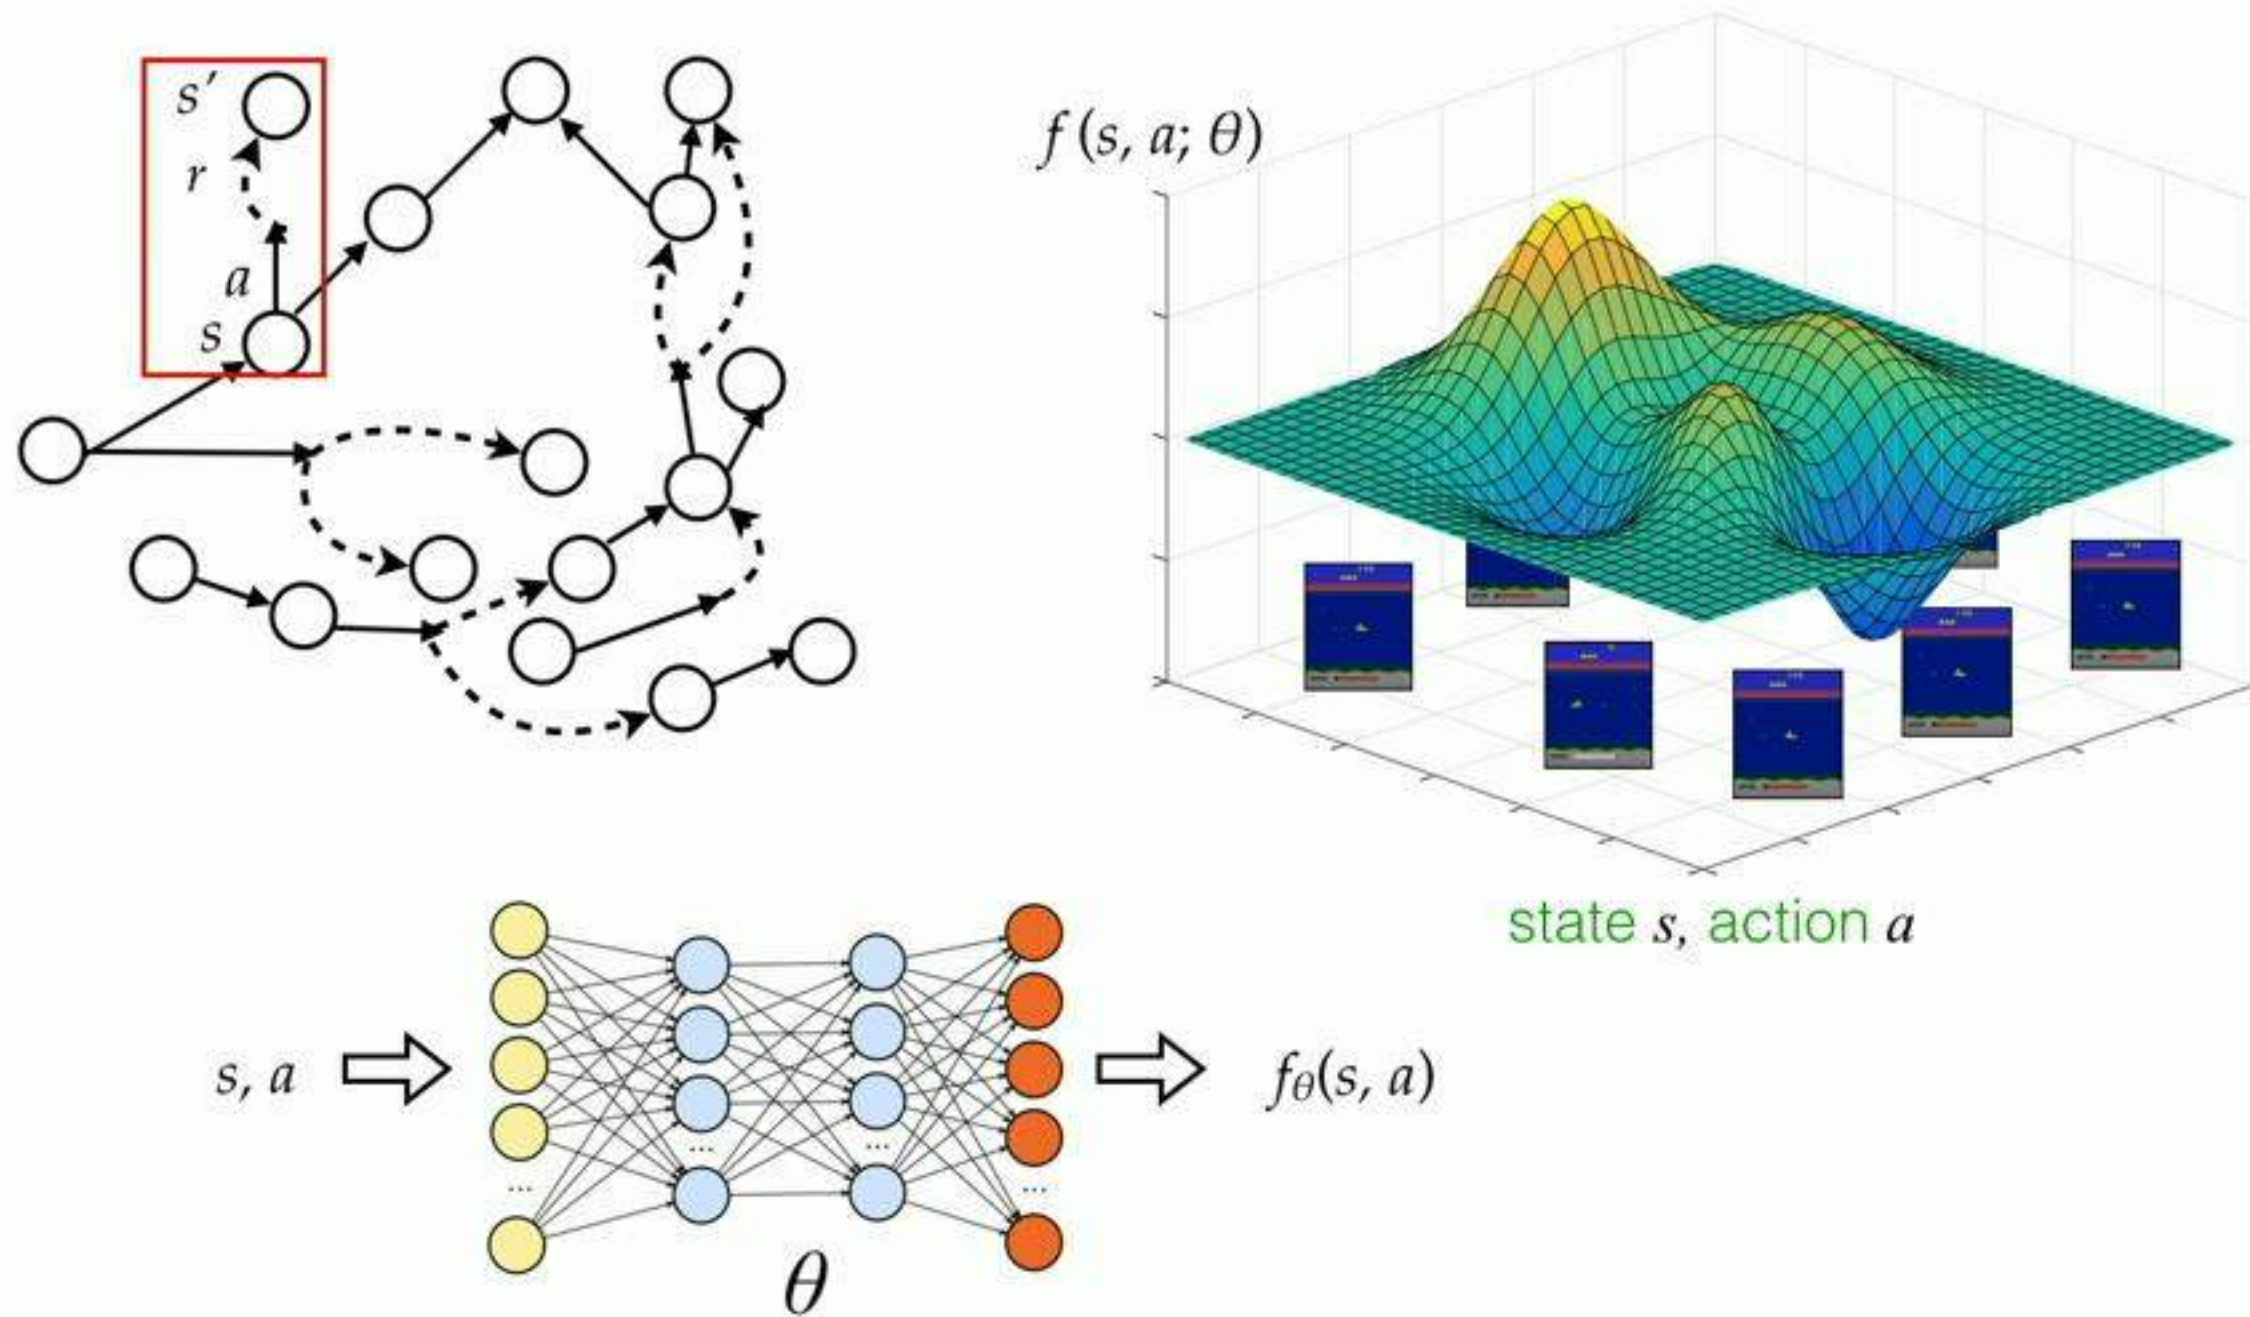 s′
r
a
s
f (s, a; θ)
state s, action a
s, a
...
...
...
...
θ
fθ(s, a)